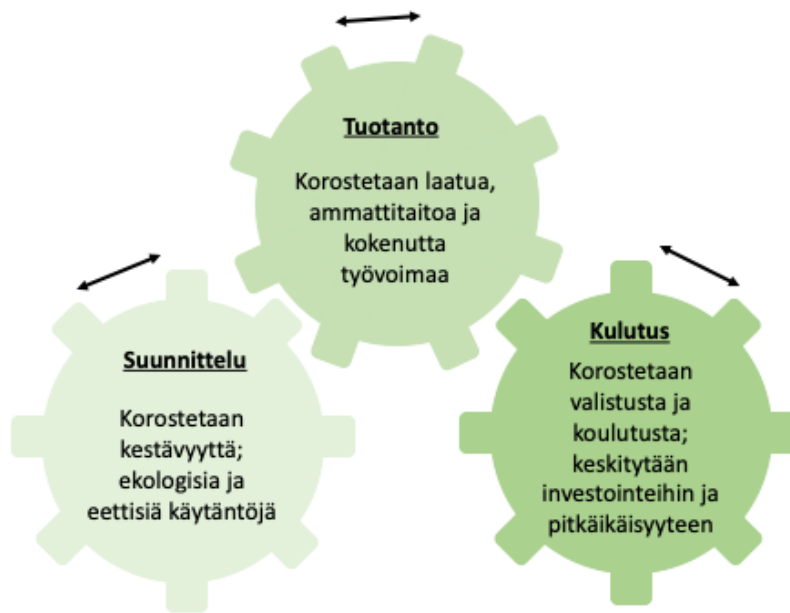 Tuotanto
Korostetaan laatua,
ammattitaitoa ja
kokenutta
työvoimaa
Suunnittelu
Korostetaan
kestävyyttä;
ekologisia ja
eettisiä käytäntöjä
Kulutus
Korostetaan
valistusta ja
koulutusta;
keskitytään
investointeihin ja
pitkäikäisyyteen